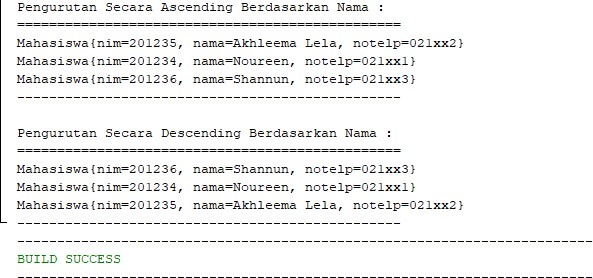 Pengurutan Secara Ascending Berdasarkan Nama :
================================================
Mahasiswa{nim=201235, nama=Akhleema Lela, notelp=021xx2}
Mahasiswa{nim=201234, nama=Noureen, notelp=021xx1}
Mahasiswa{nim=201236, nama=Shannun, notelp=021xx3}
------------------------------------------------
Pengurutan Secara Descending Berdasarkan Nama :
================================================
Mahasiswa{nim=201236, nama=Shannun, notelp=021xx3}
Mahasiswa{nim=201234, nama=Noureen, notelp=021xx1}
Mahasiswa{nim=201235, nama=Akhleema Lela, notelp=021xx2}
------------------------------------------------
------------------------------------------------------------------------
BUILD SUCCESS
------------------------------------------------------------------------